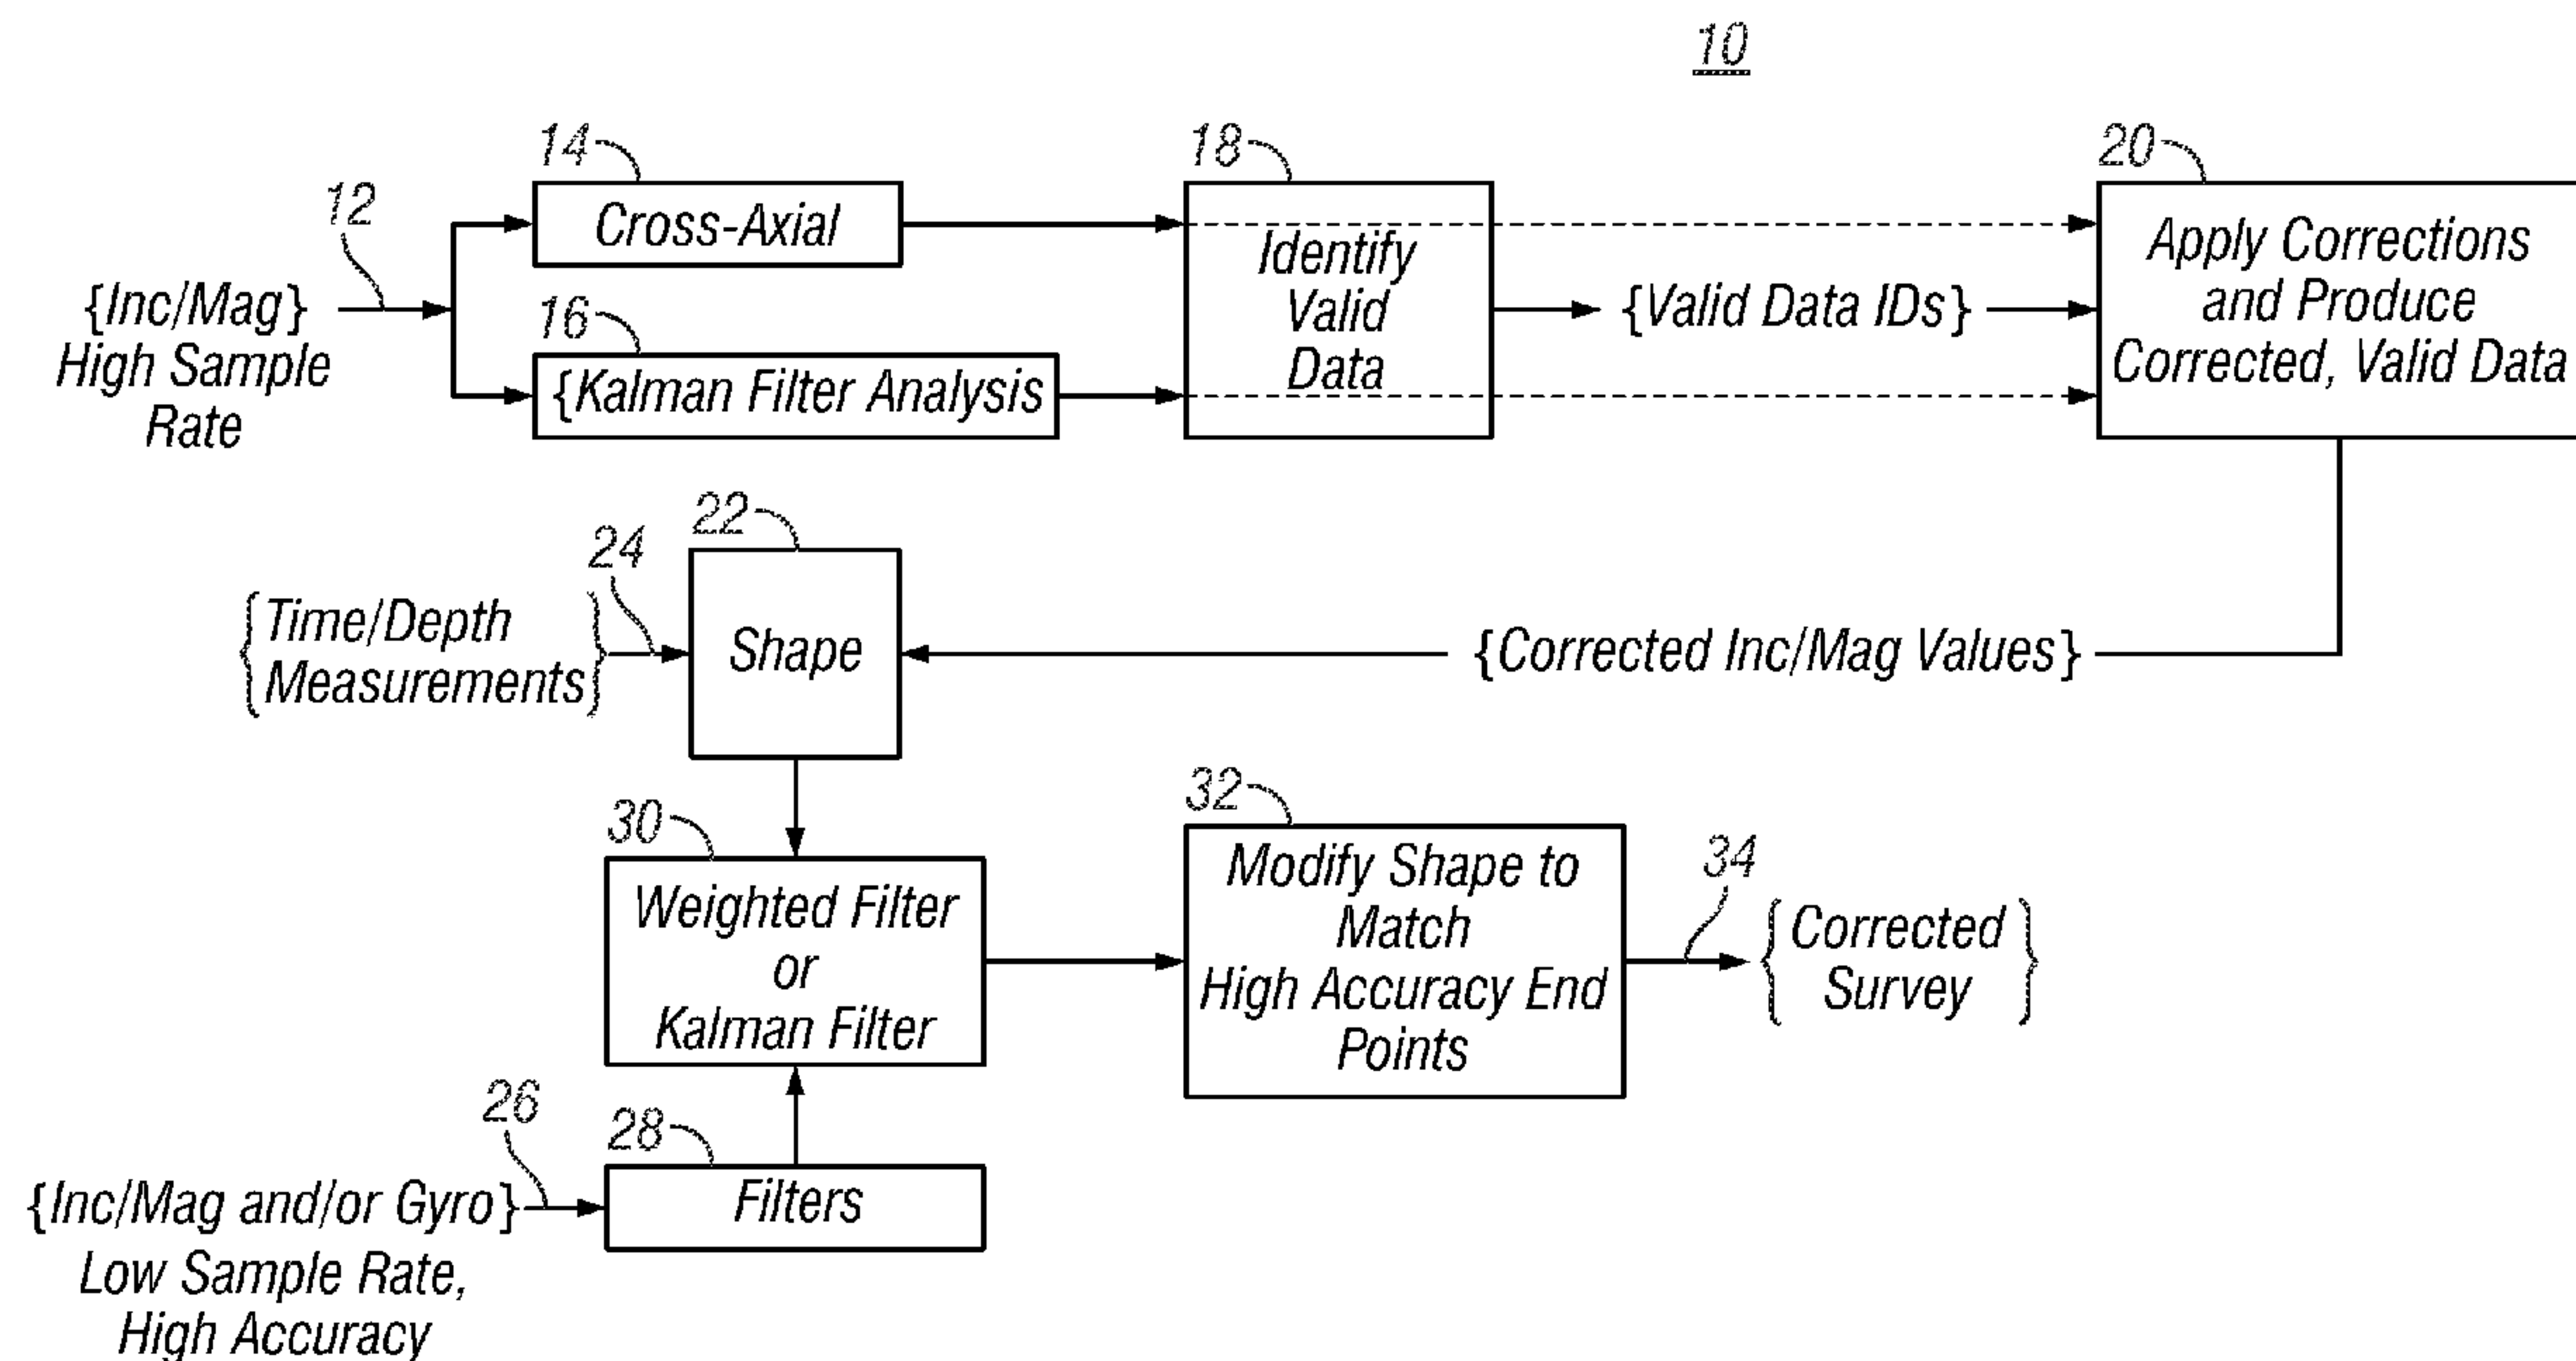 10
14
18
20
12
Cross-Axial
Identify
Valid
Data
Apply Corrections
and Produce
Corrected, Valid Data
{Inc/Mag}
High Sample
Rate
16
{Kalman Filter Analysis
{Valid Data IDs}
22
24
{Time/Depth
Measurements}
Shape
{Corrected Inc/Mag Values}
30
Weighted Filter
or
Kalman Filter
32
Modify Shape to
Match
High Accuracy End
Points
34
{Corrected
Survey}
26
28
{Inc/Mag and/or Gyro}
Low Sample Rate,
High Accuracy
Filters